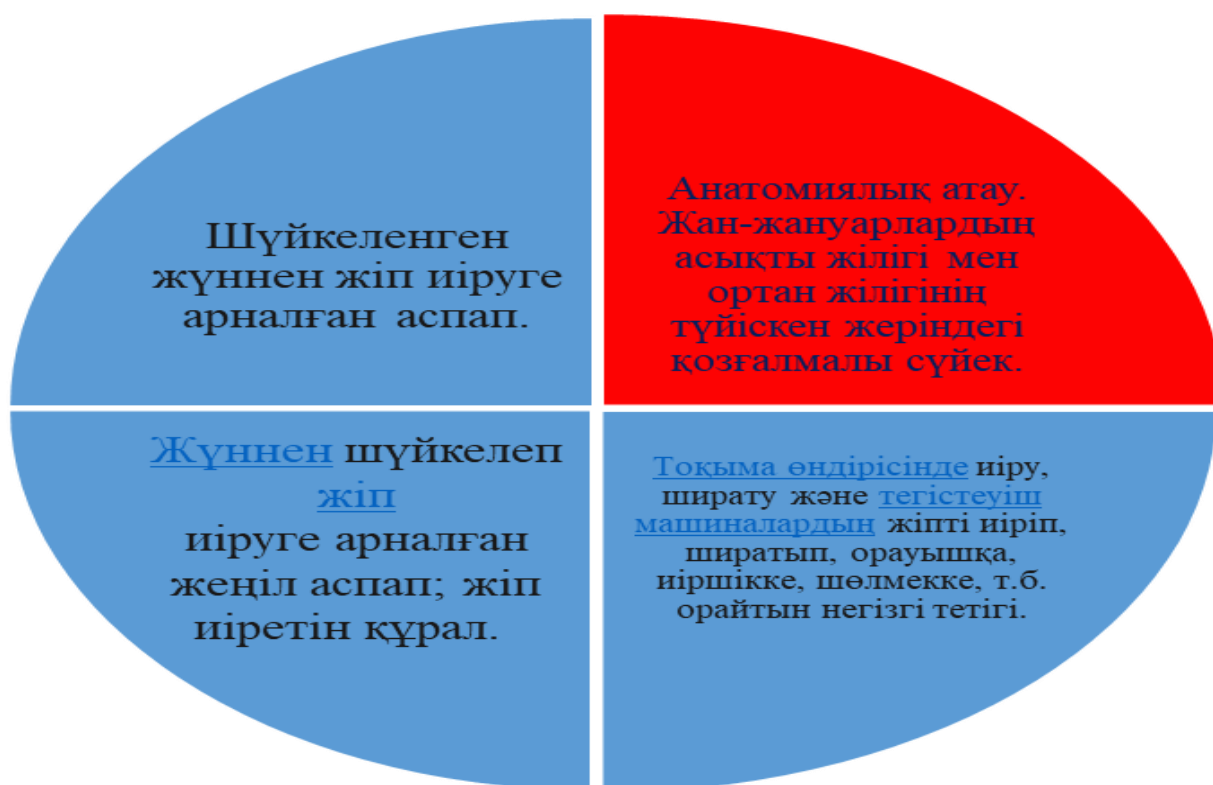 Шүйкеленген
жүннен жіп иіруге
арналған аспап.
Анатомиялық атау.
Жан-жануарлардың
асықты жілігі мен
ортан жілігінің
түйіскен жеріндегі
қозғалмалы сүйек.
Жүннен шүйкелеп
жіп
иіруге арналған
жеңіл аспап; жіп
иіретін құрал.
Тоқыма өндірісінде иіру,
ширату және тегістеуіш
машиналардың жіпті иіріп,
ширатып, орауышқа,
иіршікке, шөлмекке, т.б.
орайтын негізгі тетігі.